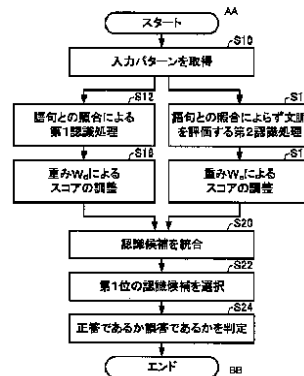 AA
スタート
S10
入力パターンを取得
S12
語句との照合による
第1認識処理
S1
語句との照合によらず文脈
を評価する第2認識処理
S16
重みWdによる
スコアの調整
S1
重みWnによる
スコアの調整
S20
認識候補を統合
S22
第1位の認識候補を選択
S24
正答であるか誤答であるかを判定
エンド
BB